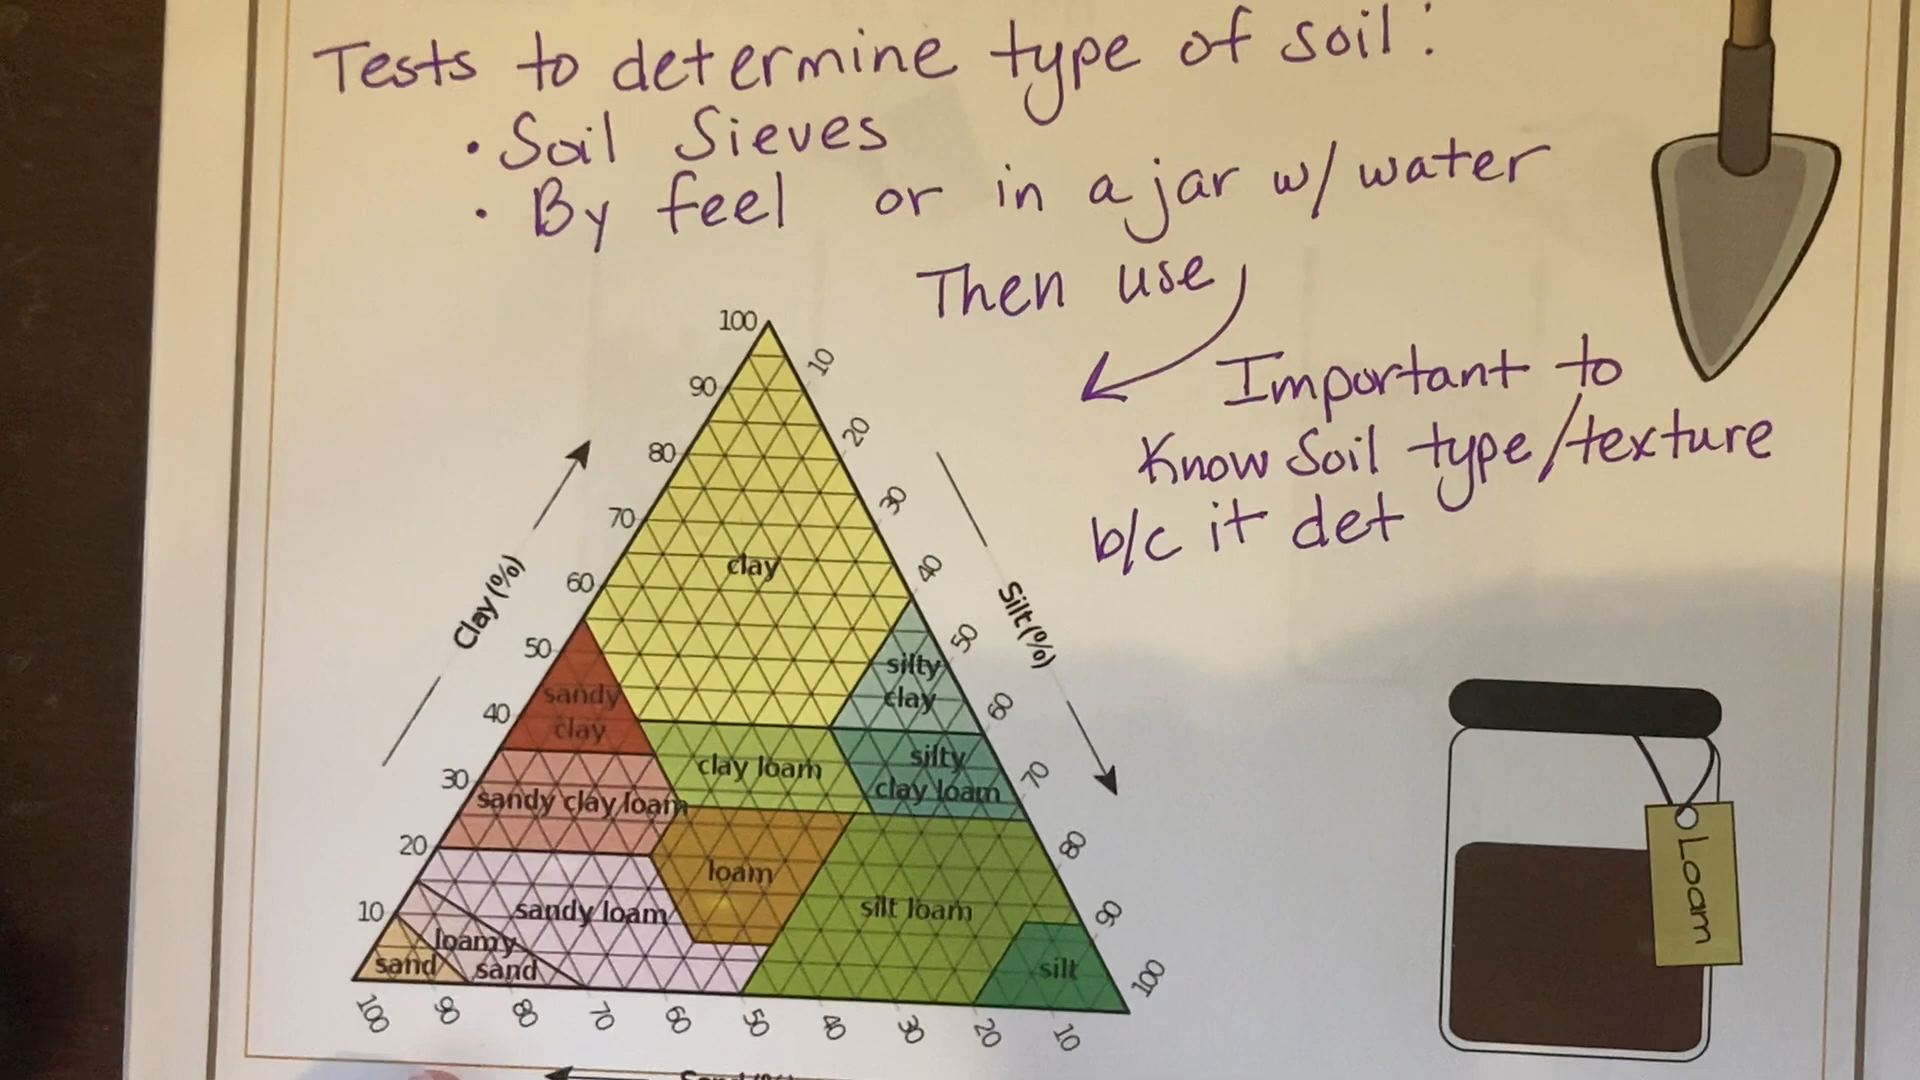 Tests to determine type of soil:
• Soil Sieves
• By feel or in a jar w/ water
Then use
Important to
Know Soil type/texture
b/c it det
100
90
80
70
60
50
40
30
20
10
Clay (%)
10
20
30
40
50
60
70
80
90
100
Silt (%)
clay
silty
clay
sandy
clay
clay loam
silty
clay loam
sandy clay loam
loam
silt loam
sandy loam
loamy
sand
sand
silt
100
90
80
70
60
50
40
30
20
10
Loam